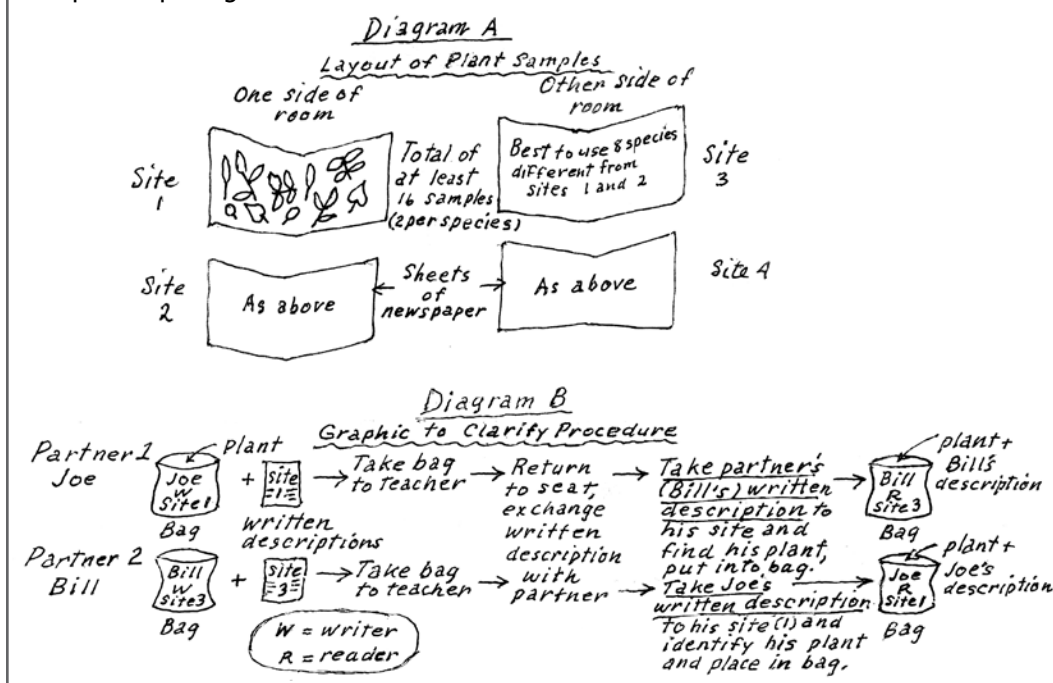 Diagram A
Layout of Plant Samples
One side of
room
Other side of
room
Site
1
Total of
at least
16 samples
(2 per species)
Best to use 8 species
different from
sites 1 and 2
Site
3
Site
2
As above
Sheets
of
newspaper
As above
Site 4
Diagram B
Graphic to Clarify Procedure
Partner 1
Joe
plant
Joe
W
Site 1
Bag
+
site
1
written
descriptions
Take bag
to teacher
Return
to seat,
exchange
written
description
with
partner
Take partner's
(Bill's) written
description to
his site and
find his plant,
put into bag.
Bill
R
site 3
Bag
plant +
Bill's
description
Partner 2
Bill
Bill
W
Site 3
Bag
+
site
3
Take bag
to teacher
Take Joe's
written description
to his site (1) and
identify his plant
and place in bag.
Joe
R
Site 1
Bag
plant +
Joe's
description
W = writer
R = reader